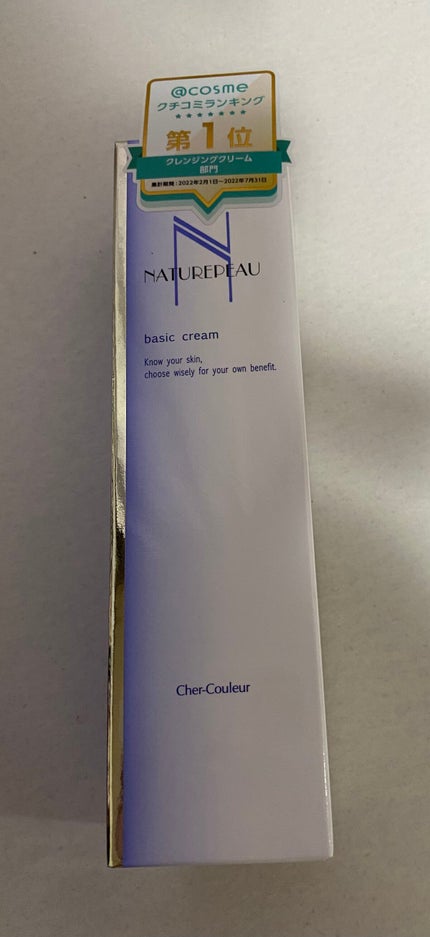 @cosme
クチコミランキング
★★★★★★★
第1位
クレンジングクリーム
部門
集計期間：2022年2月1日～2022年7月31日
N
NATUREPEAU
basic cream
Know your skin,
choose wisely for your own benefit.
Cher-Couleur